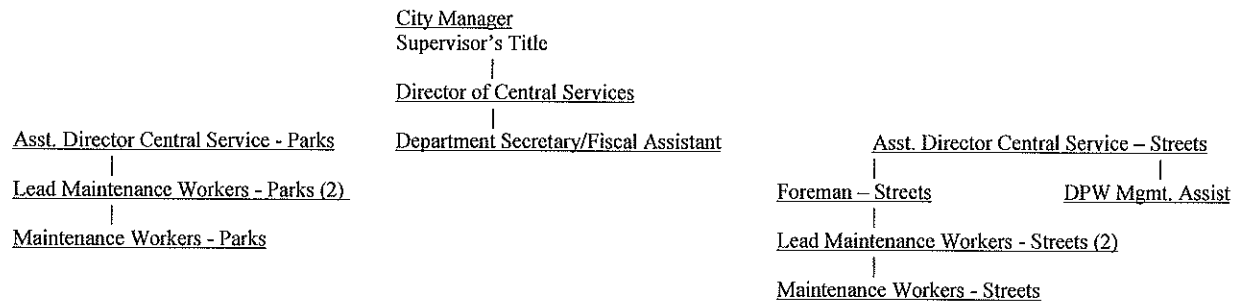 City Manager
Supervisor's Title
Director of Central Services
Asst. Director Central Service - Parks
Department Secretary/Fiscal Assistant
Asst. Director Central Service – Streets
Lead Maintenance Workers - Parks (2)
Foreman – Streets
DPW Mgmt. Assist
Maintenance Workers - Parks
Lead Maintenance Workers - Streets (2)
Maintenance Workers - Streets